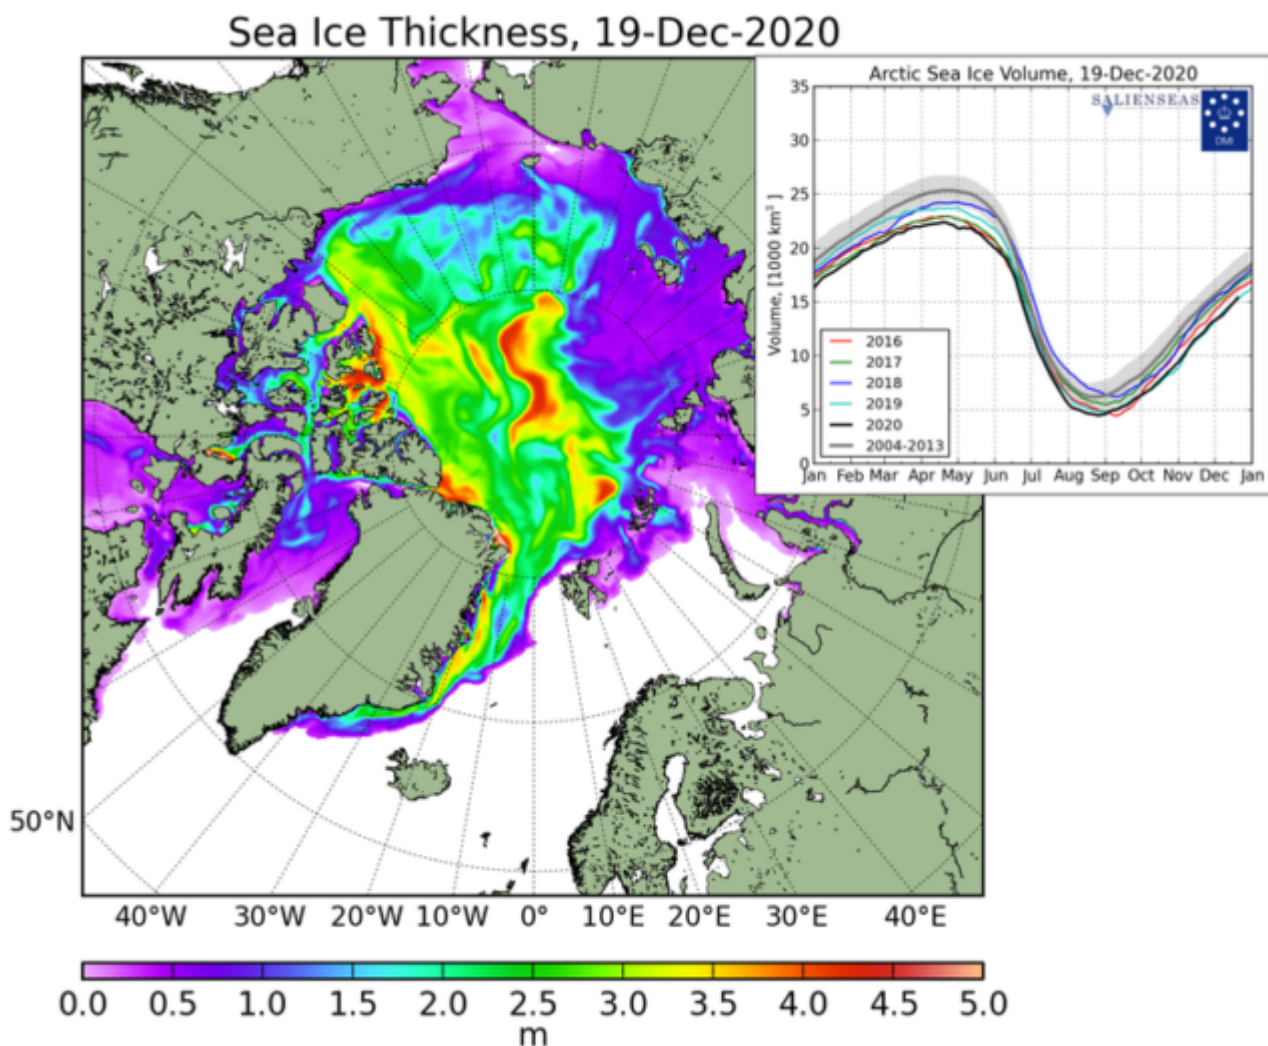 Sea Ice Thickness, 19-Dec-2020
Arctic Sea Ice Volume, 19-Dec-2020
SALIENSEAS
DMI
Volume, [1000 km³ ]
35
30
25
20
15
10
5
0
2016
2017
2018
2019
2020
2004-2013
Jan Feb Mar Apr May Jun Jul Aug Sep Oct Nov Dec Jan
50°N
40°W 30°W 20°W 10°W 0° 10°E 20°E 30°E 40°E
0.0 0.5 1.0 1.5 2.0 2.5 3.0 3.5 4.0 4.5 5.0
m